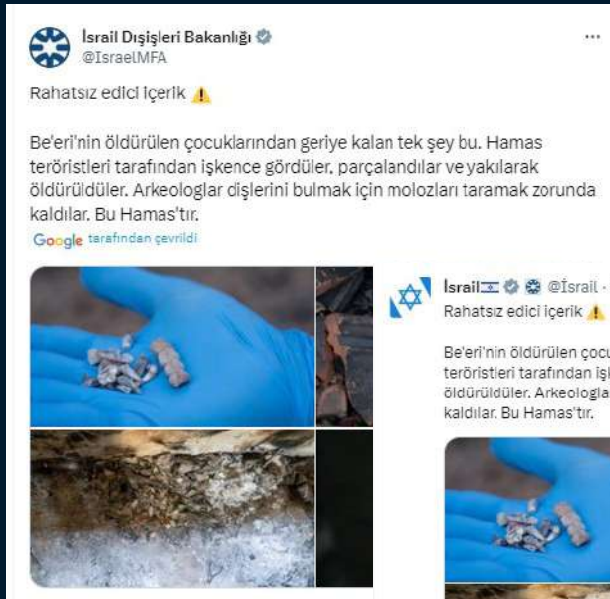 İsrail Dışişleri Bakanlığı
@IsraelMFA
Rahatsız edici içerik ⚠
Be'eri'nin öldürülen çocuklarından geriye kalan tek şey bu. Hamas
teröristleri tarafından işkence gördüler, parçalandılar ve yakılarak
öldürüldüler. Arkeologlar dişlerini bulmak için molozları taramak zorunda
kaldılar. Bu Hamas'tır.
Google tarafından çevrildi
İsrail @İsrail ·
Rahatsız edici içerik ⚠
Be'eri'nin öldürülen
teröristleri tarafından
öldürüldüler.
kaldılar. Bu Hamas'tır.